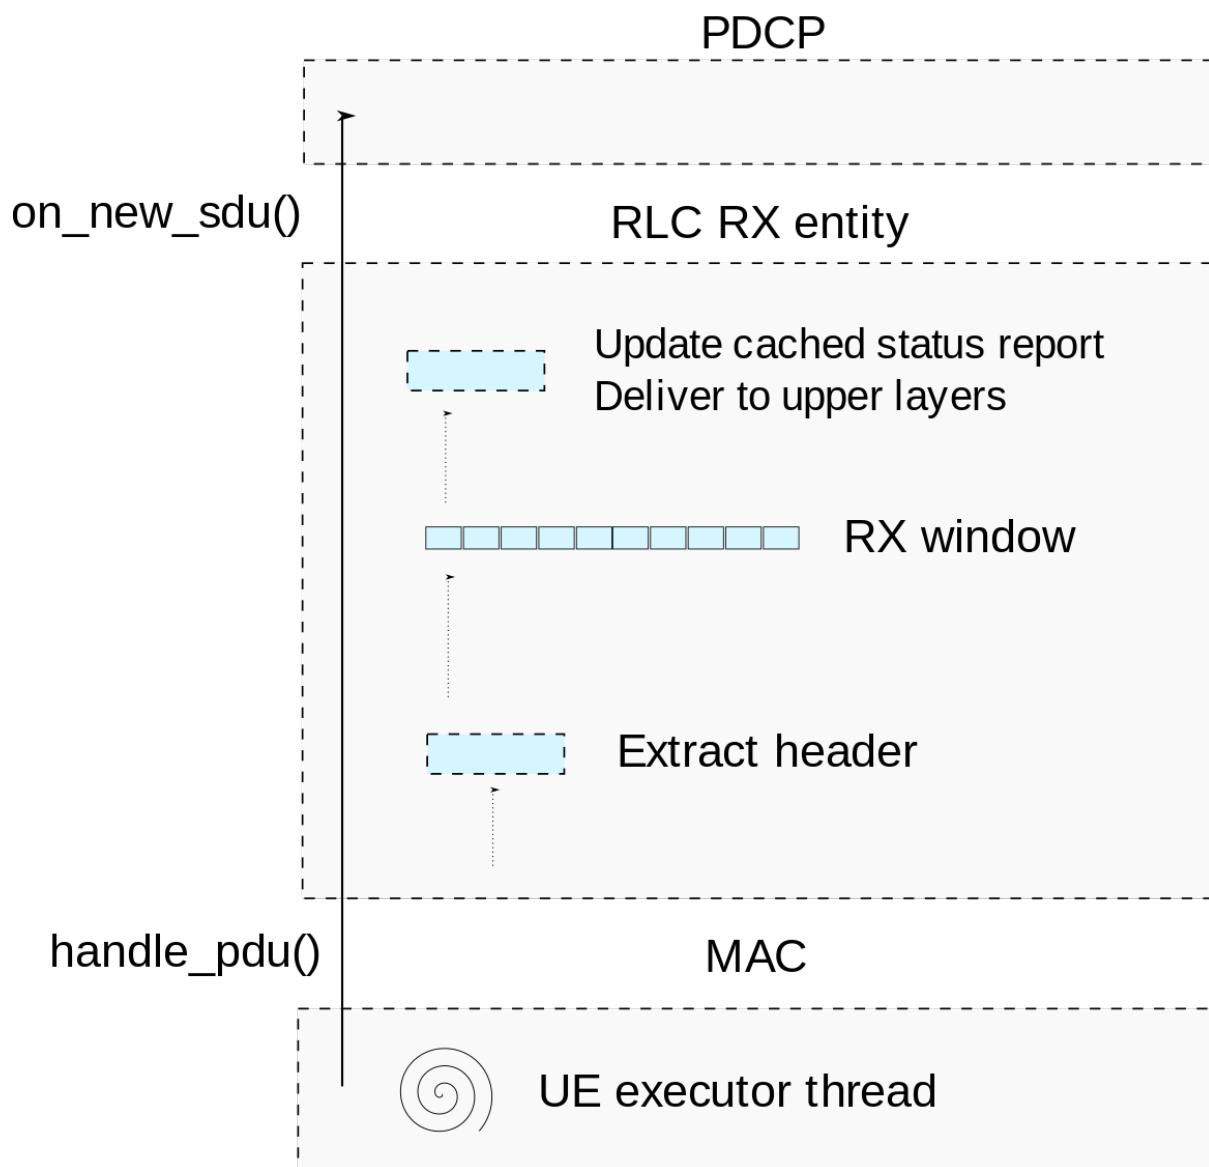 PDCP
on_new_sdu()
RLC RX entity
Update cached status report
Deliver to upper layers
RX window
Extract header
handle_pdu()
MAC
UE executor thread